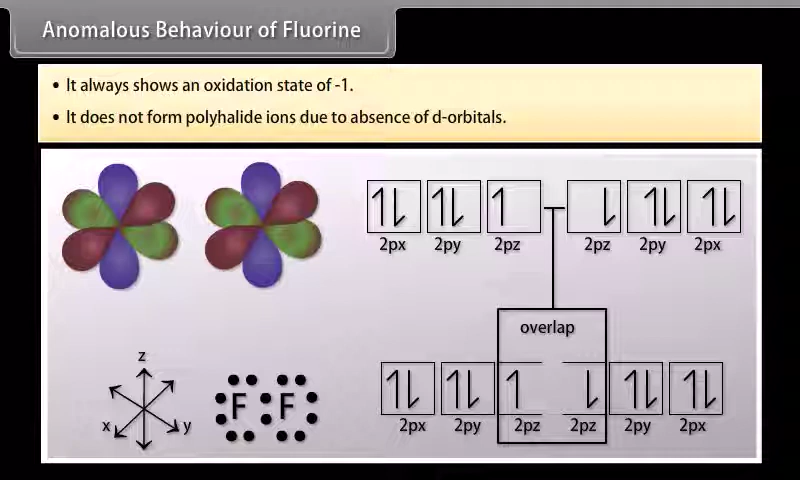 Anomalous Behaviour of Fluorine
• It always shows an oxidation state of -1.
• It does not form polyhalide ions due to absence of d-orbitals.
2px 2py 2pz 2pz 2py 2px
overlap
z
x y
F F
2px 2py 2pz 2pz 2py 2px